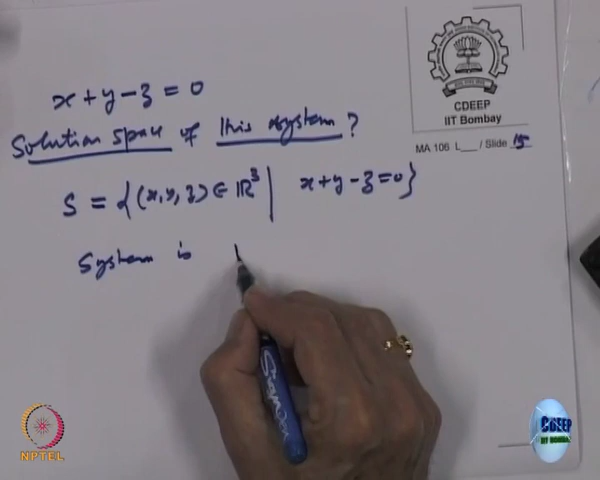 x + y - z = 0
Solution space of this system?
S = {(x, y, z) ∈ ℝ³ | x + y - z = 0}
System is
CDEEP
IIT Bombay
MA 106 L___ / Slide 15
NPTEL
CDEEP
IIT BOMBAY